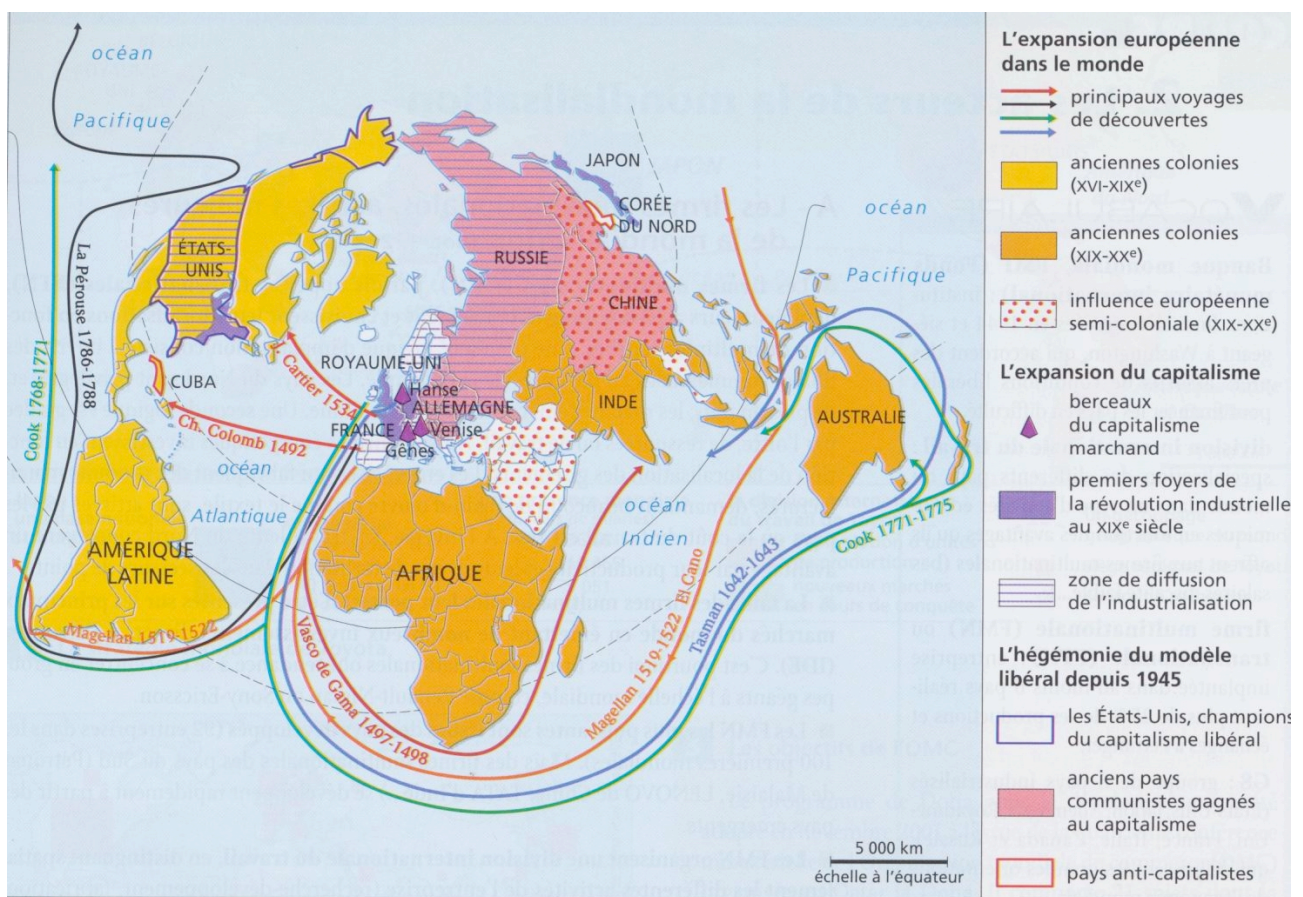 océan
Pacifique
ÉTATS-
UNIS
La Pérouse 1786-1788
Cook 1768-1771
CUBA
J. Cartier 1534
Ch. Colomb 1492
océan
Atlantique
AMÉRIQUE
LATINE
Magellan 1519-1522
ROYAUME-UNI
Hanse
ALLEMAGNE
FRANCE
Venise
Gênes
RUSSIE
CHINE
JAPON
CORÉE
DU NORD
océan
Pacifique
INDE
AUSTRALIE
océan
Indien
AFRIQUE
Vasco de Gama 1497-1498
Magellan 1519-1522 El Cano
Tasman 1642-1643
Cook 1771-1775
5 000 km
échelle à l'équateur
L'expansion européenne
dans le monde
principaux voyages
de découvertes
anciennes colonies
(XVI-XIXe)
anciennes colonies
(XIX-XXe)
influence européenne
semi-coloniale (XIX-XXe)
L'expansion du capitalisme
berceaux
du capitalisme
marchand
premiers foyers de
la révolution industrielle
au XIXe siècle
zone de diffusion
de l'industrialisation
L'hégémonie du modèle
libéral depuis 1945
les États-Unis, champions
du capitalisme libéral
anciens pays
communistes gagnés
au capitalisme
pays anti-capitalistes